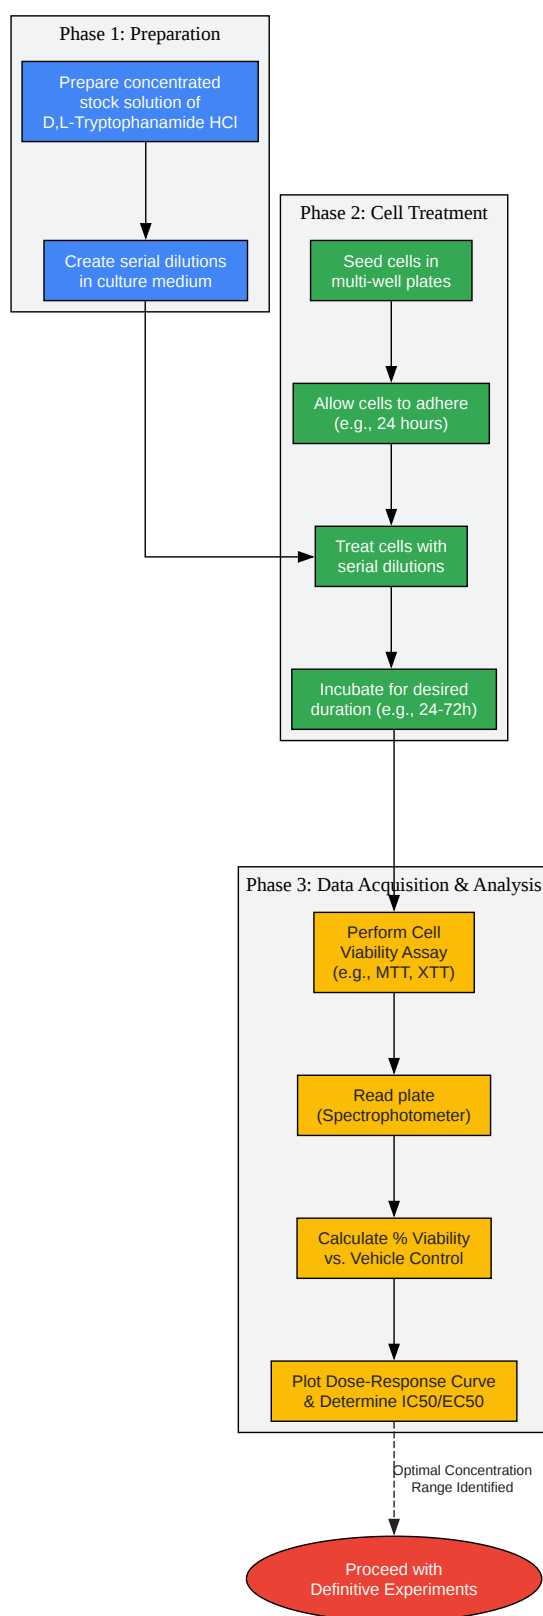 Phase 1: Preparation
Prepare concentrated
stock solution of
D,L-Tryptophanamide HCl
Create serial dilutions
in culture medium
Phase 2: Cell Treatment
Seed cells in
multi-well plates
Allow cells to adhere
(e.g., 24 hours)
Treat cells with
serial dilutions
Incubate for desired
duration (e.g., 24-72h)
Phase 3: Data Acquisition & Analysis
Perform Cell
Viability Assay
(e.g., MTT, XTT)
Read plate
(Spectrophotometer)
Calculate % Viability
vs. Vehicle Control
Plot Dose-Response Curve
& Determine IC50/EC50
Optimal Concentration
Range Identified
Proceed with
Definitive Experiments